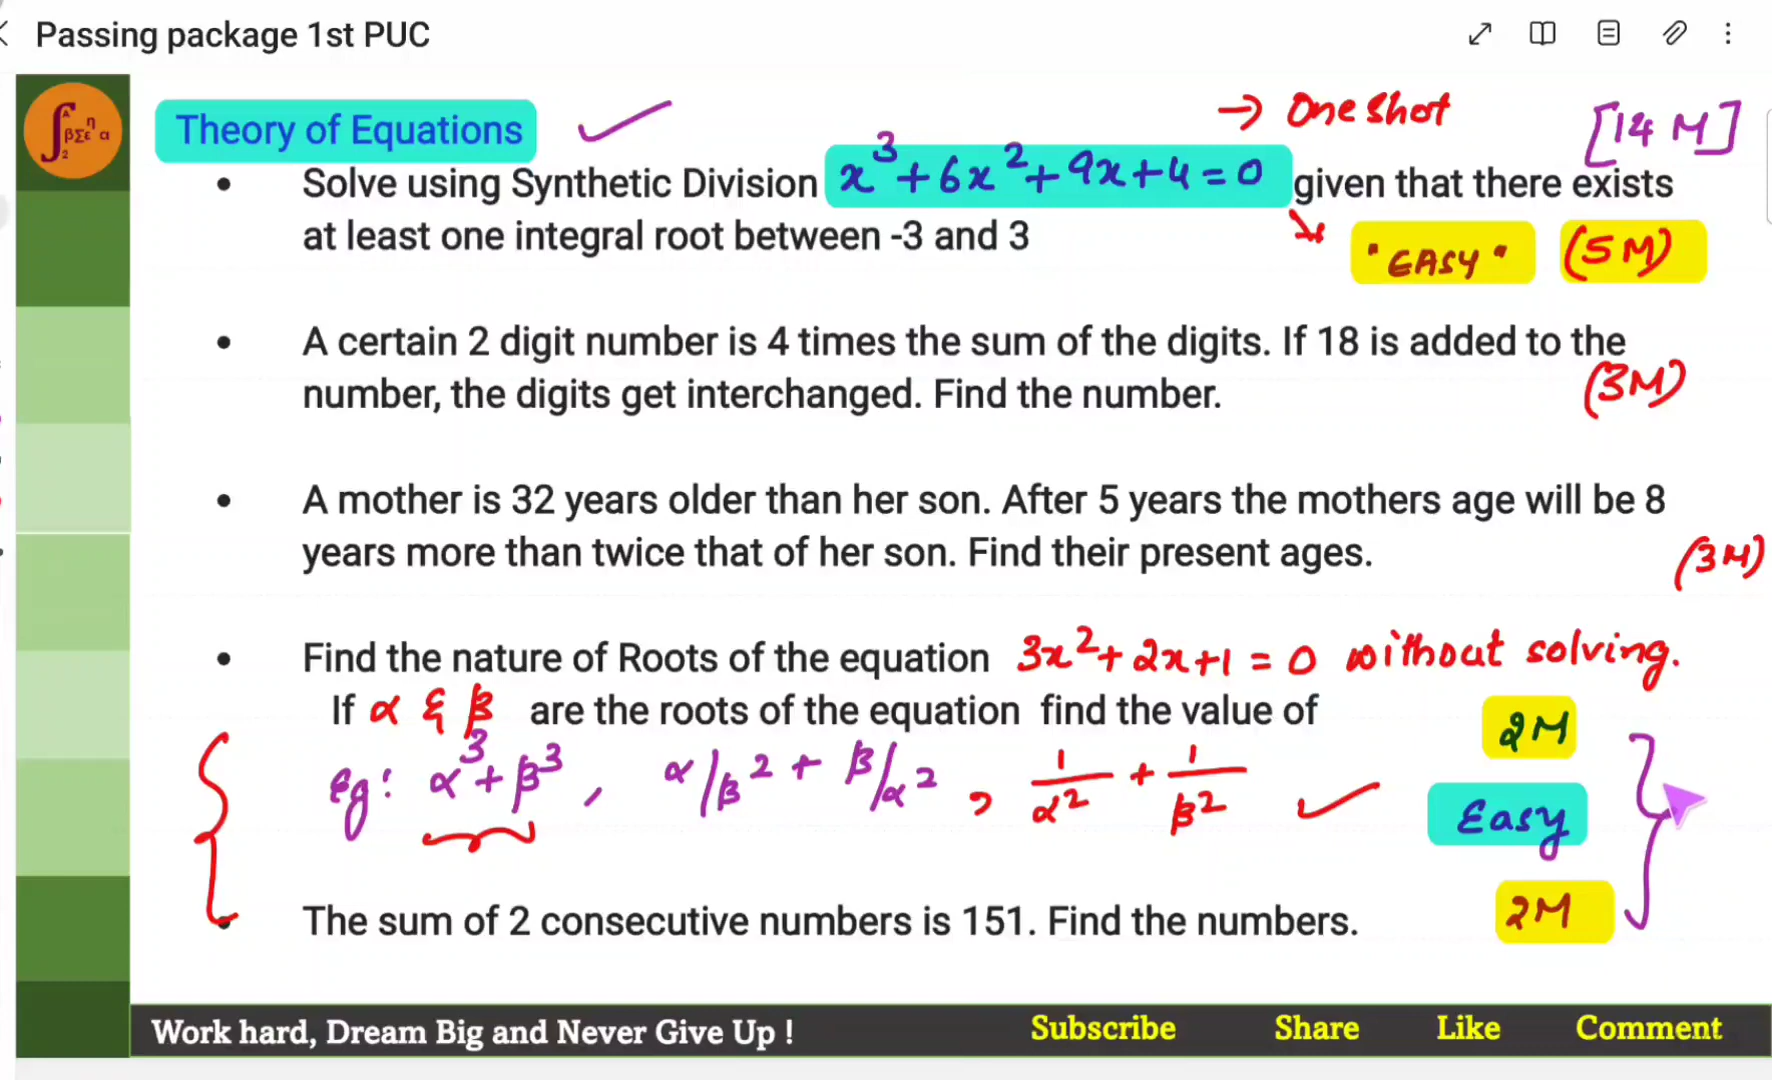 Passing package 1st PUC
Theory of Equations
→ One Shot
[14 M]
• Solve using Synthetic Division x³ + 6x² + 9x + 4 = 0 given that there exists
at least one integral root between -3 and 3
"EASY" (5 M)
• A certain 2 digit number is 4 times the sum of the digits. If 18 is added to the
number, the digits get interchanged. Find the number.
(3M)
• A mother is 32 years older than her son. After 5 years the mothers age will be 8
years more than twice that of her son. Find their present ages.
(3M)
• Find the nature of Roots of the equation 3x² + 2x + 1 = 0 without solving.
If α & β are the roots of the equation find the value of
2M
eg: α³ + β³, α/β² + β/α², 1/α² + 1/β²
Easy
• The sum of 2 consecutive numbers is 151. Find the numbers.
2M
Work hard, Dream Big and Never Give Up ! Subscribe Share Like Comment